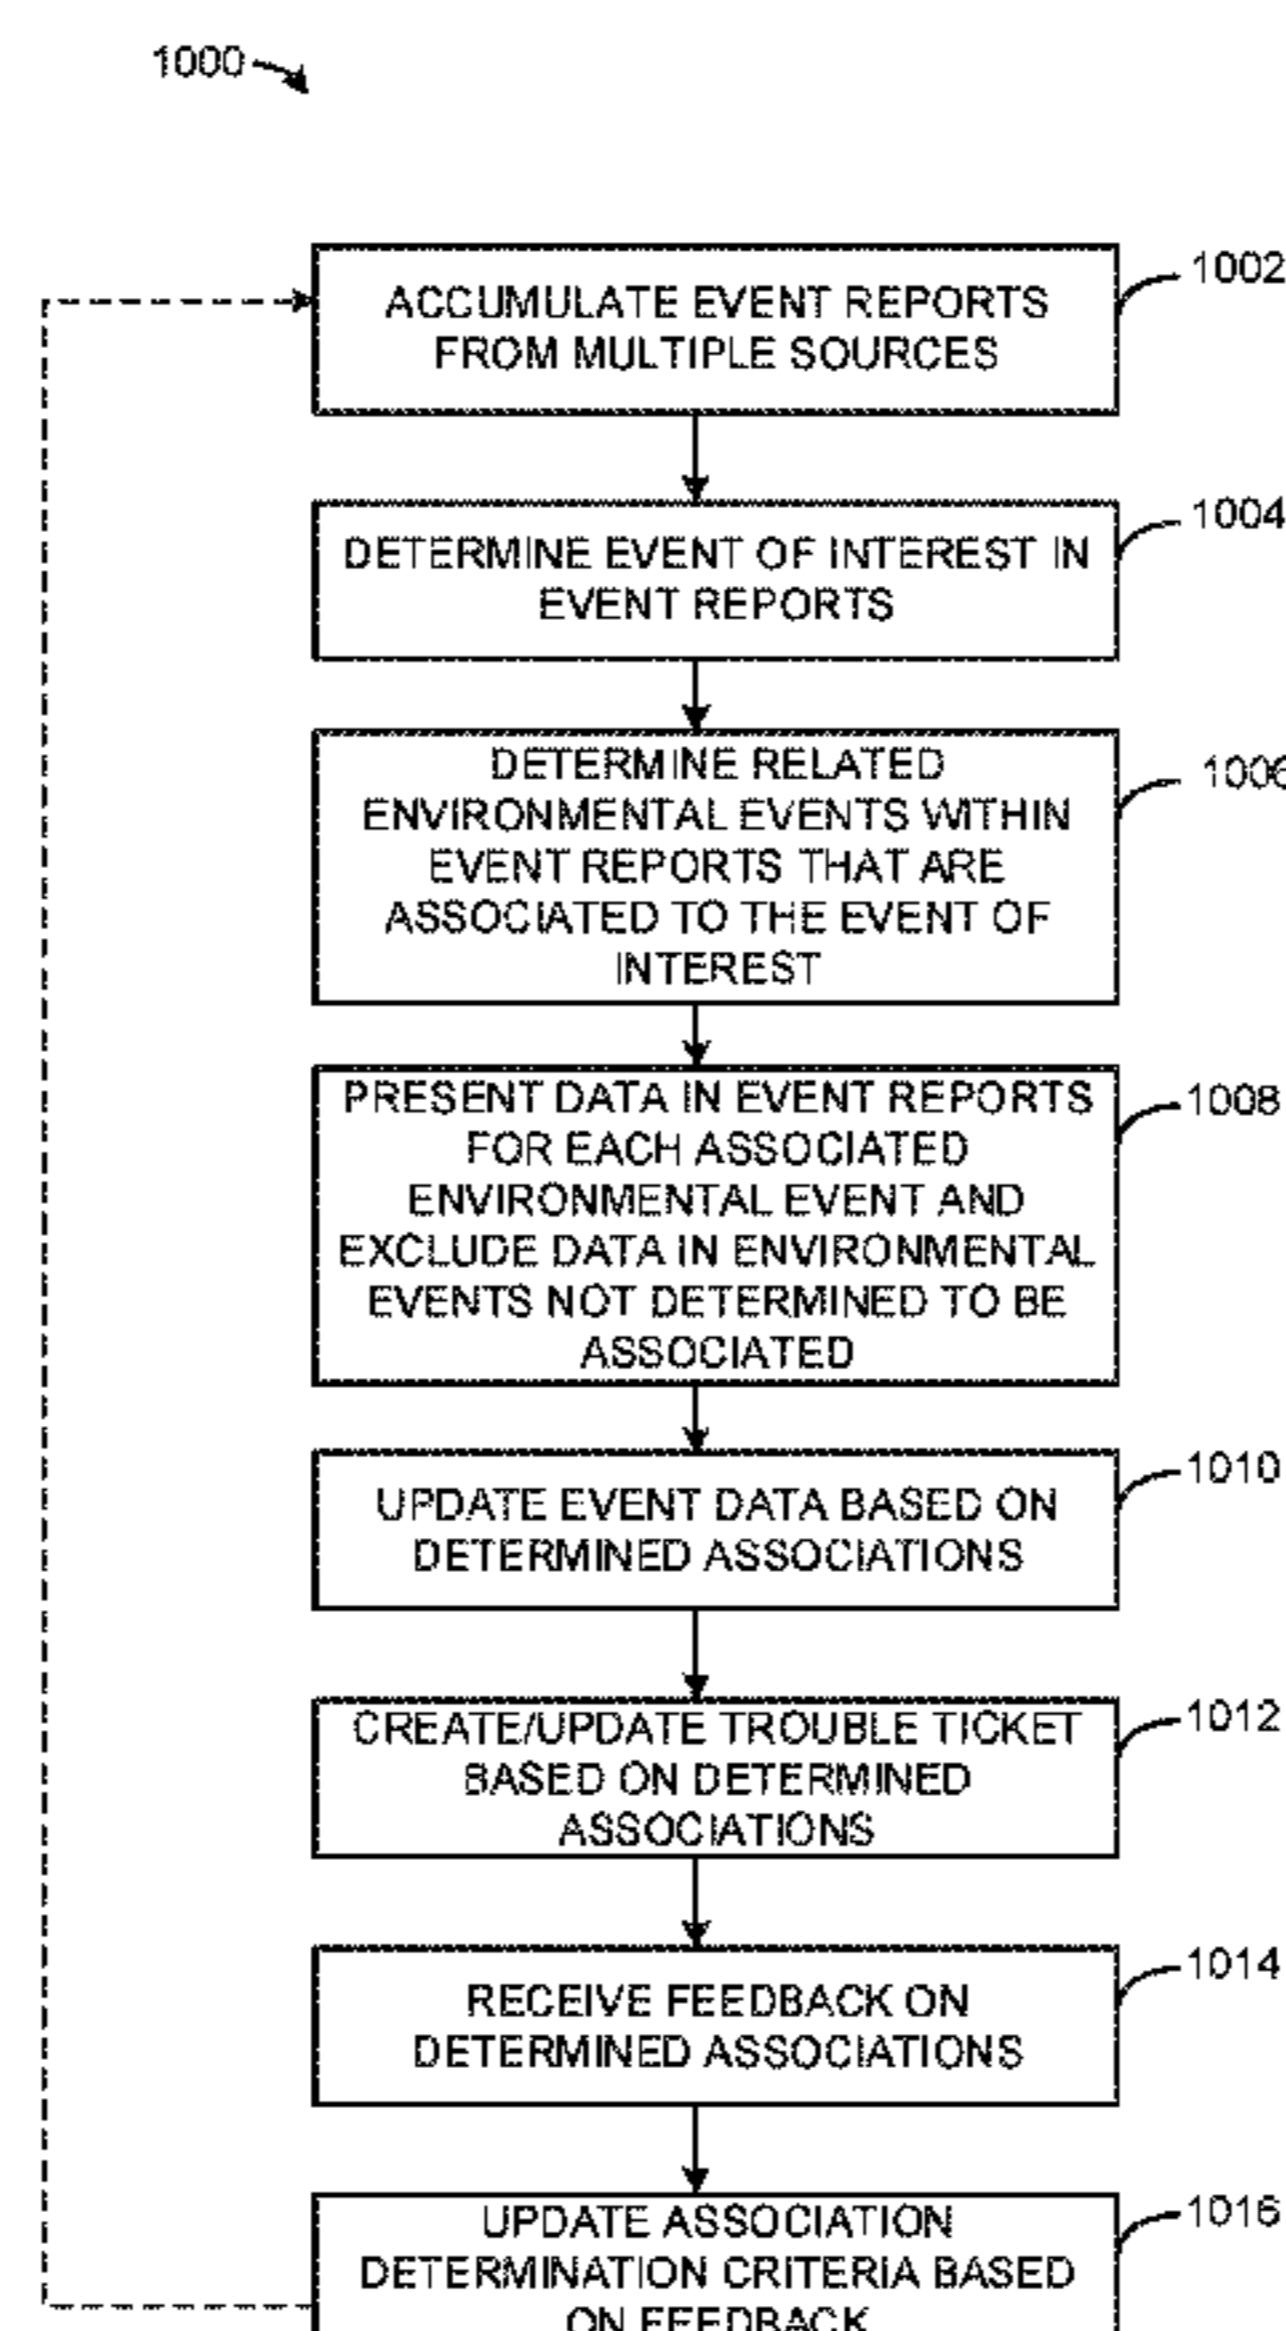 1000
ACCUMULATE EVENT REPORTS
FROM MULTIPLE SOURCES
1002
DETERMINE EVENT OF INTEREST IN
EVENT REPORTS
1004
DETERMINE RELATED
ENVIRONMENTAL EVENTS WITHIN
EVENT REPORTS THAT ARE
ASSOCIATED TO THE EVENT OF
INTEREST
1006
PRESENT DATA IN EVENT REPORTS
FOR EACH ASSOCIATED
ENVIRONMENTAL EVENT AND
EXCLUDE DATA IN ENVIRONMENTAL
EVENTS NOT DETERMINED TO BE
ASSOCIATED
1008
UPDATE EVENT DATA BASED ON
DETERMINED ASSOCIATIONS
1010
CREATE/UPDATE TROUBLE TICKET
BASED ON DETERMINED
ASSOCIATIONS
1012
RECEIVE FEEDBACK ON
DETERMINED ASSOCIATIONS
1014
UPDATE ASSOCIATION
DETERMINATION CRITERIA BASED
ON FEEDBACK
1016